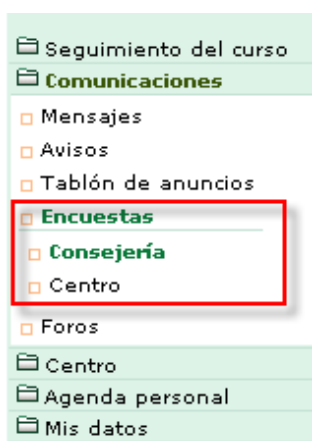 Seguimiento del curso
Comunicaciones
Mensajes
Avisos
Tablón de anuncios
Encuestas
Consejería
Centro
Foros
Centro
Agenda personal
Mis datos